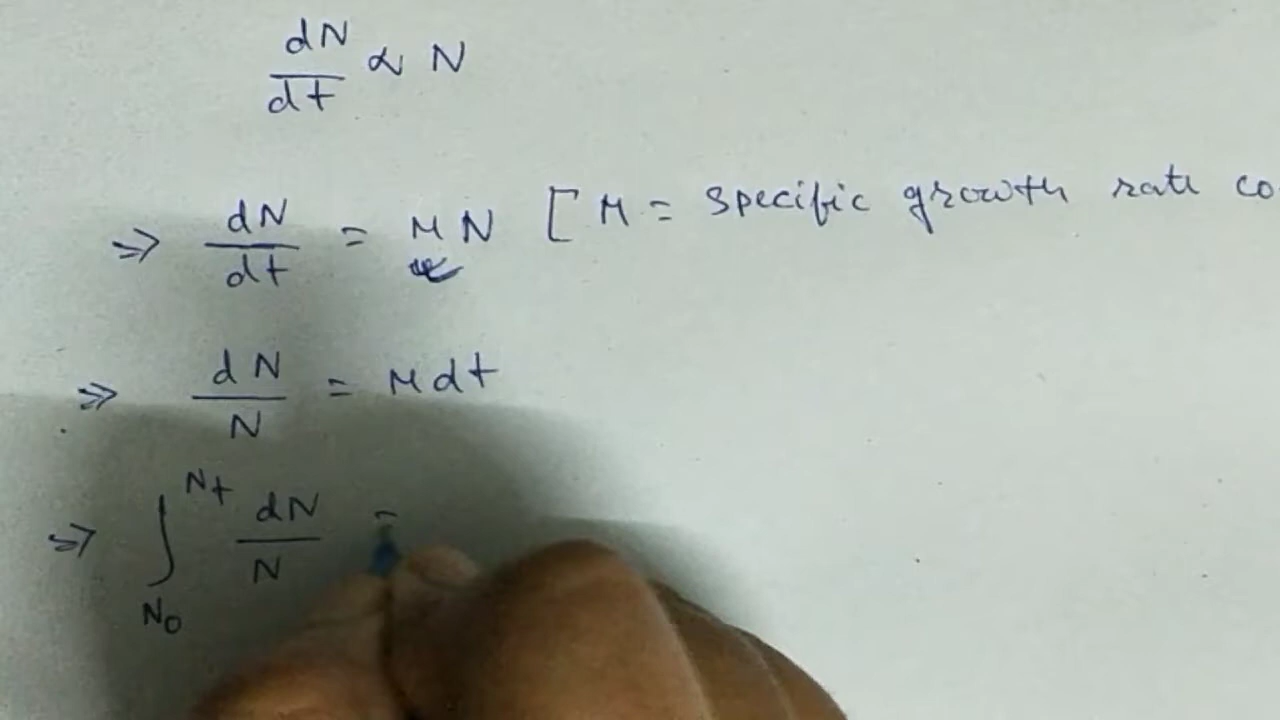 dN/dt ∝ N
⇒ dN/dt = μN [μ = specific growth rate co
⇒ dN/N = μdt
⇒ ∫_{N0}^{Nt} dN/N =